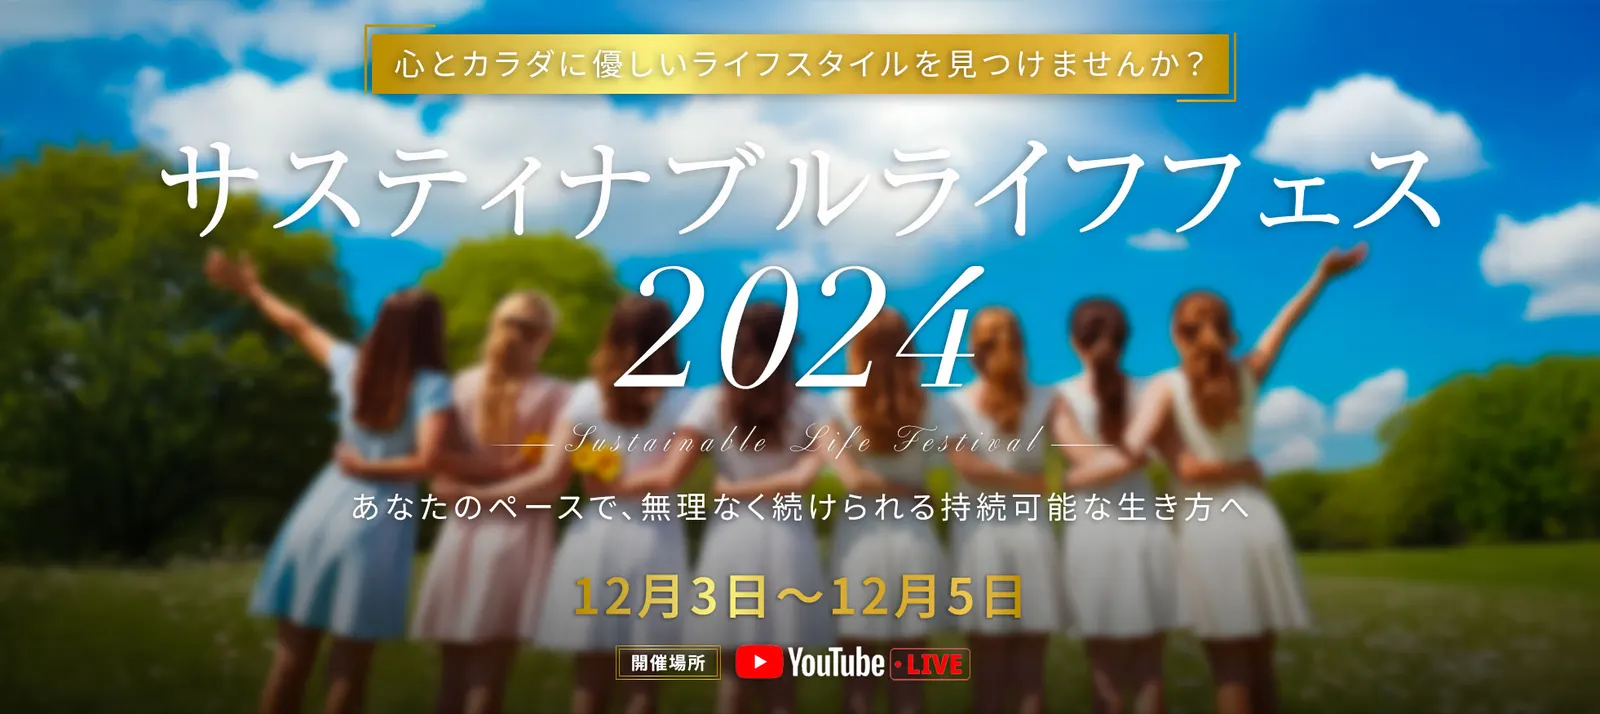 心とカラダに優しいライフスタイルを見つけませんか？
サスティナブルライフフェス
2024
Sustainable Life Festival
あなたのペースで、無理なく続けられる持続可能な生き方へ
12月3日～12月5日
開催場所 YouTube LIVE